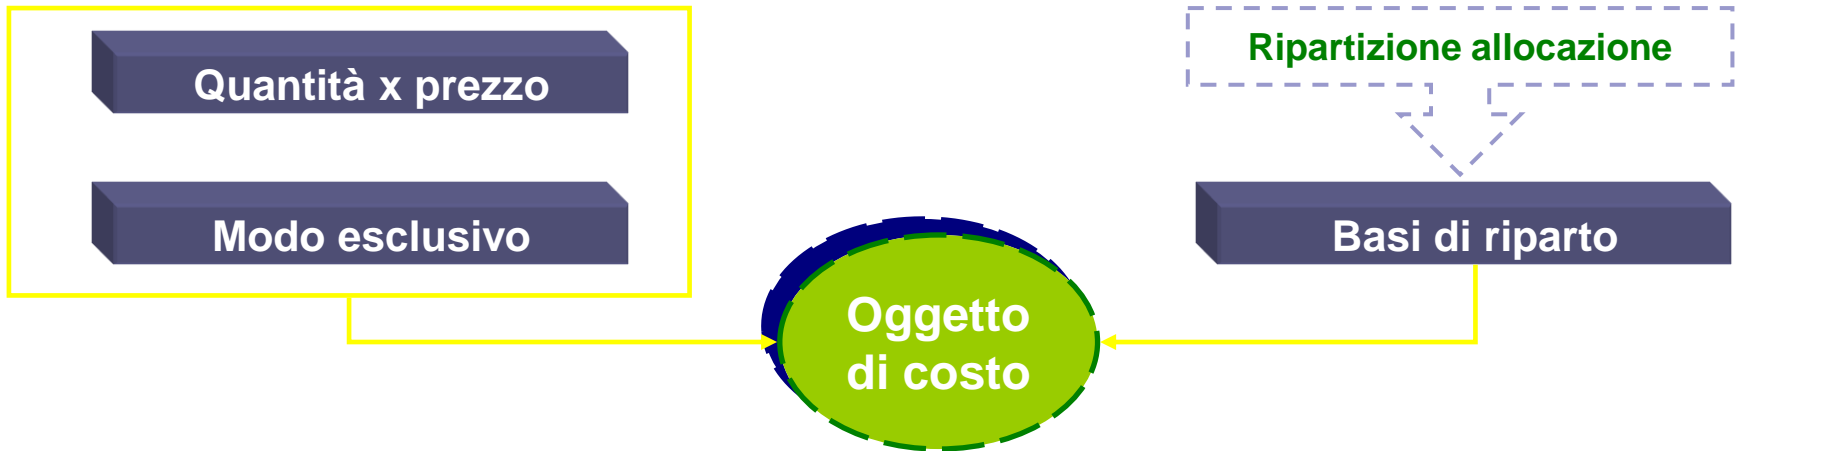 Quantità x prezzo
Modo esclusivo
Ripartizione allocazione
Basi di riparto
Oggetto
di costo